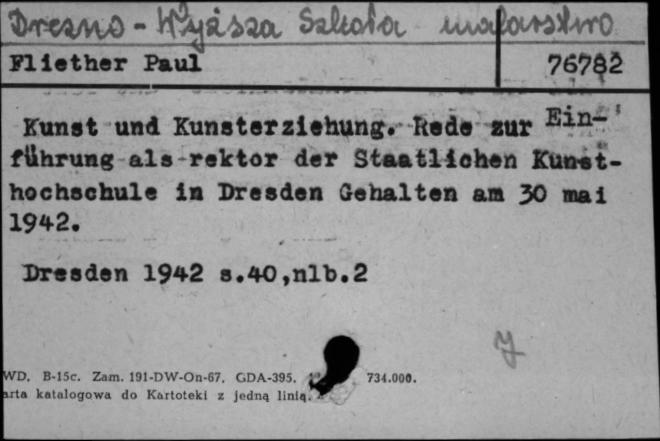 Drezno - Wyższa Szkoła malarstwo
Fliether Paul 76782
Kunst und Kunsterziehung. Rede zur Ein-
führung als rektor der Staatlichen Kunst-
hochschule in Dresden Gehalten am 30 mai
1942.
Dresden 1942 s.40,nlb.2
WD. B-15c. Zam. 191-DW-On-67. GDA-395. 734.000.
arta katalogowa do Kartoteki z jedną linią.